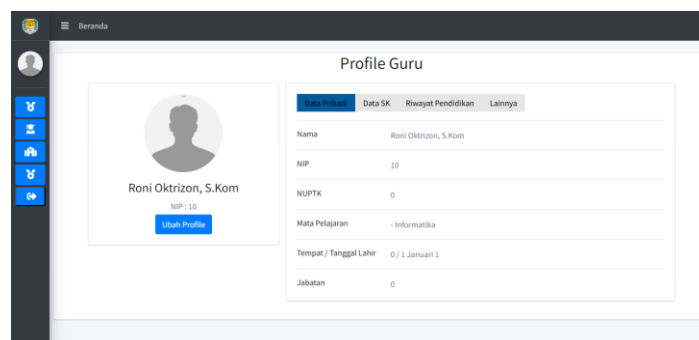 Beranda
Profile Guru
Roni Oktrizon, S.Kom
NIP : 10
Ubah Profile
Data Pribadi Data SK Riwayat Pendidikan Lainnya
Nama Roni Oktrizon, S.Kom
NIP 10
NUPTK 0
Mata Pelajaran - Informatika
Tempat / Tanggal Lahir 0 / 1 Januari 1
Jabatan 0